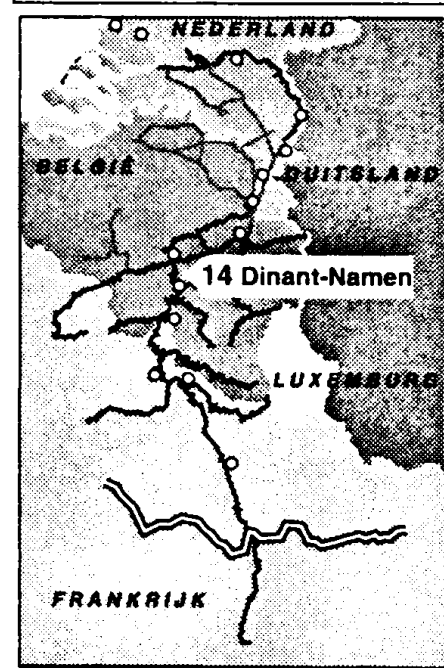 NEDERLAND
BELGIË
DUITSLAND
14 Dinant-Namen
LUXEMBURG
FRANKRIJK